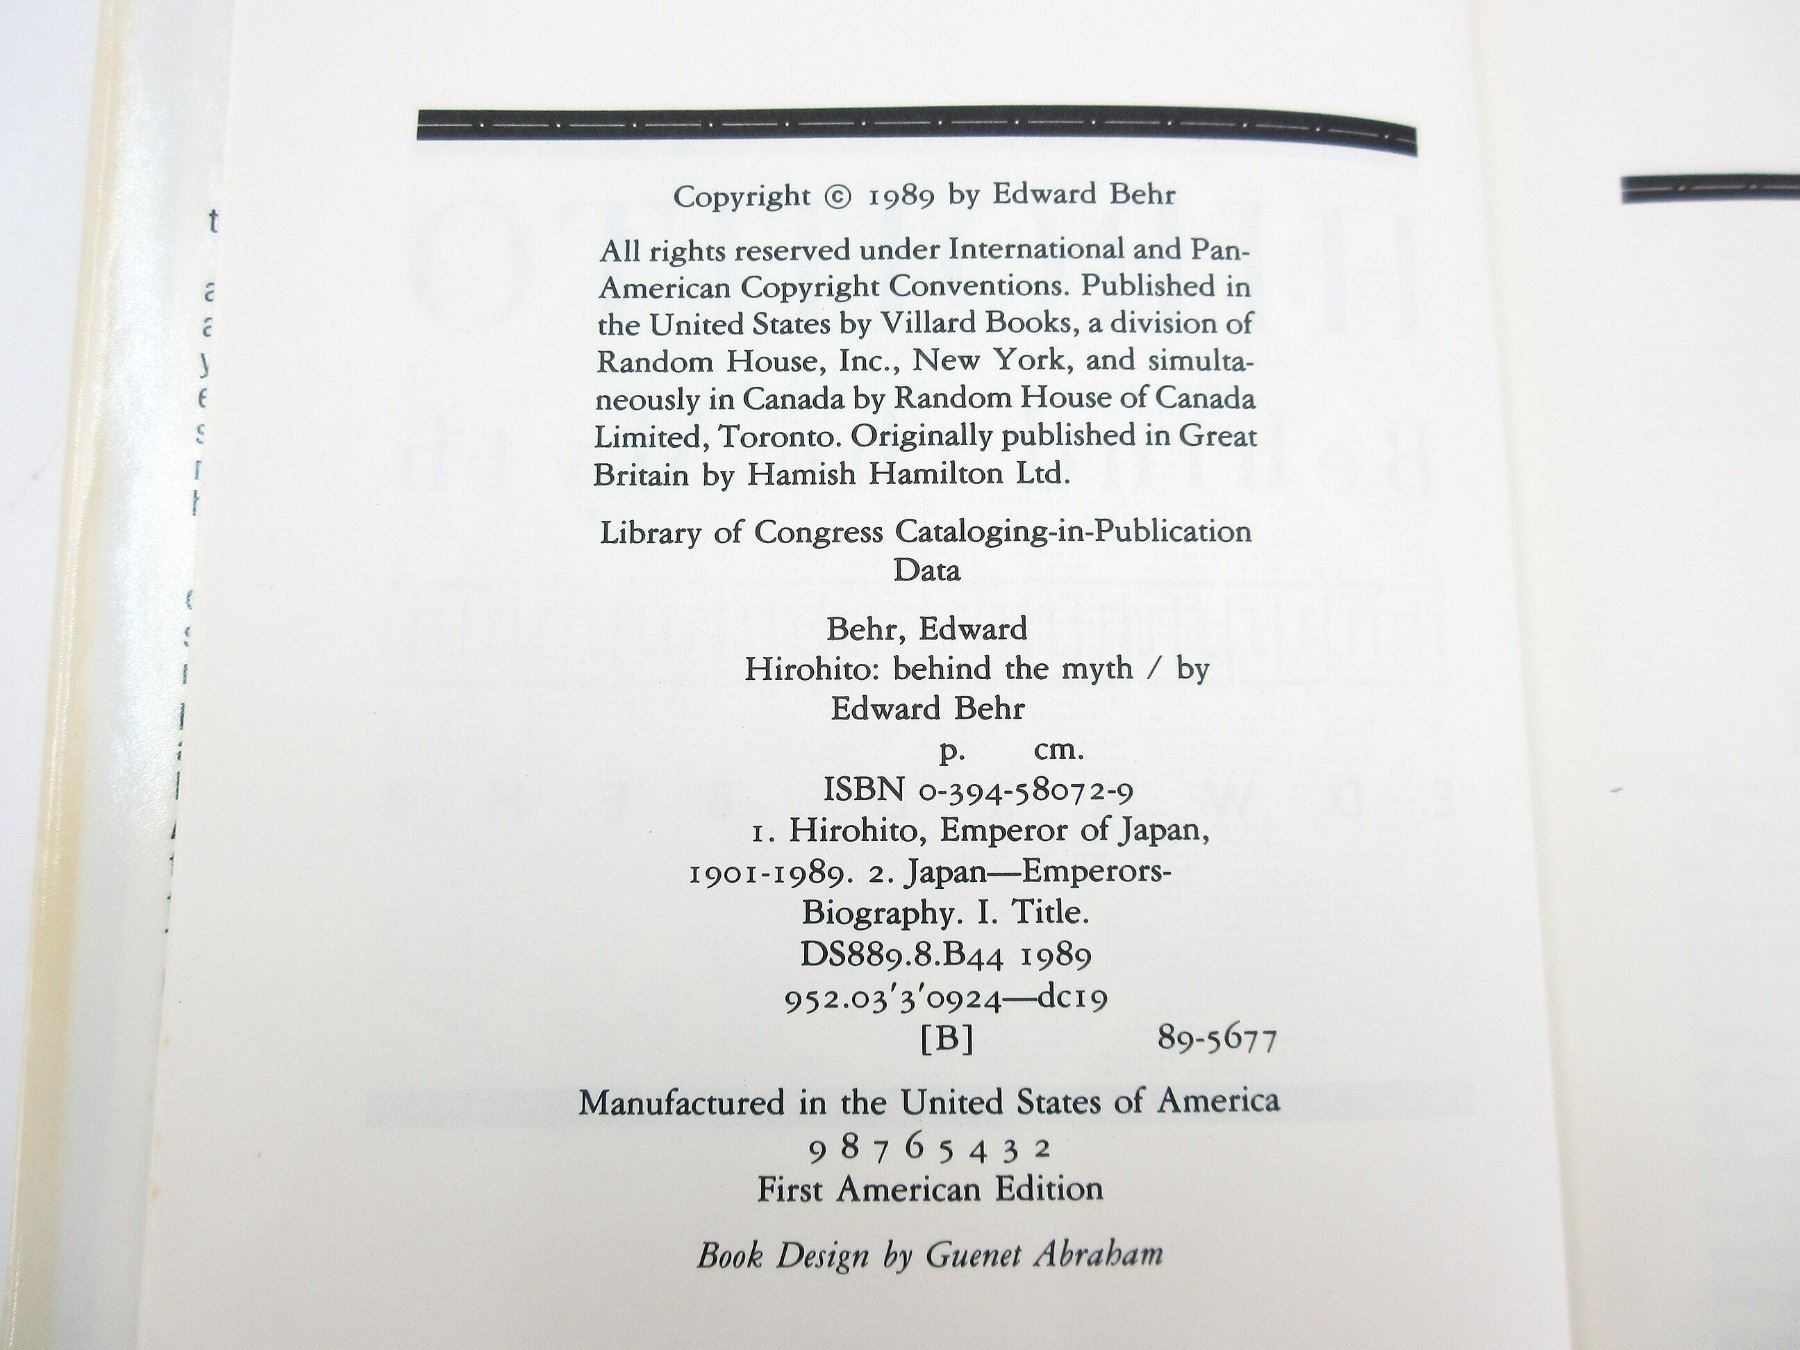 Copyright © 1989 by Edward Behr
All rights reserved under International and Pan-
American Copyright Conventions. Published in
the United States by Villard Books, a division of
Random House, Inc., New York, and simulta-
neously in Canada by Random House of Canada
Limited, Toronto. Originally published in Great
Britain by Hamish Hamilton Ltd.
Library of Congress Cataloging-in-Publication
Data
Behr, Edward
Hirohito: behind the myth / by
Edward Behr
p. cm.
ISBN 0-394-58072-9
1. Hirohito, Emperor of Japan,
1901-1989. 2. Japan—Emperors-
Biography. I. Title.
DS889.8.B44 1989
952.03′3′0924—dc19
[B] 89-5677
Manufactured in the United States of America
9 8 7 6 5 4 3 2
First American Edition
Book Design by Guenet Abraham